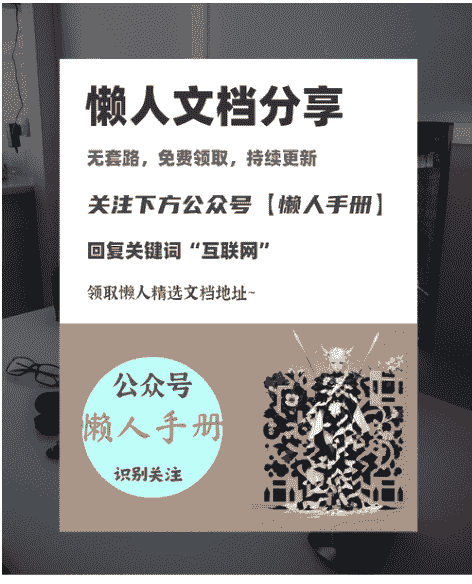 懒人文档分享
无套路，免费领取，持续更新
关注下方公众号【懒人手册】
回复关键词“互联网”
领取懒人精选文档地址~
公众号
懒人手册
识别关注